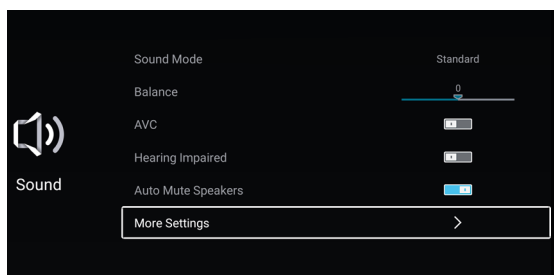 Sound Mode Standard
Balance 0
AVC
Hearing Impaired
Sound
Auto Mute Speakers
More Settings